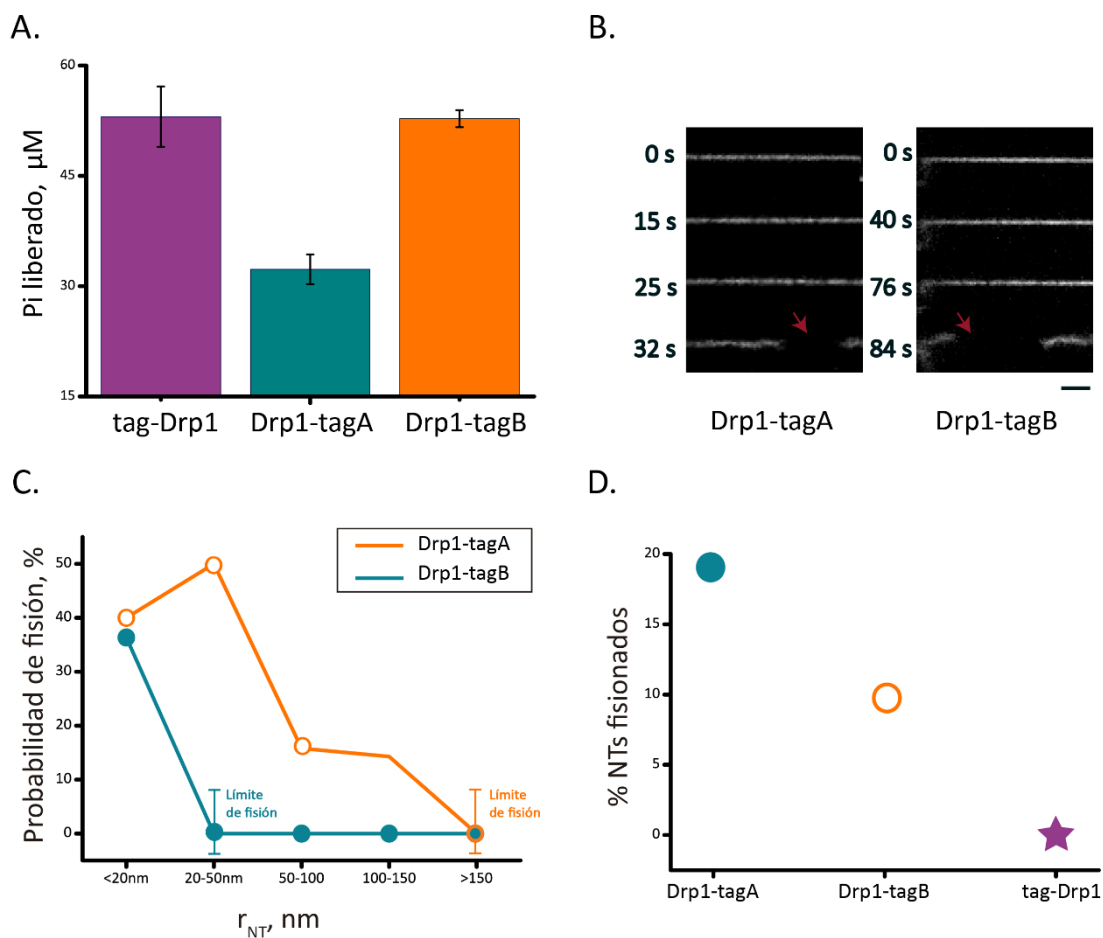 A.
60
45
30
15
Pi liberado, µM
tag-Drp1
Drp1-tagA
Drp1-tagB
B.
0 s
15 s
25 s
32 s
0 s
40 s
76 s
84 s
Drp1-tagA
Drp1-tagB
C.
Probabilidad de fisión, %
50
40
30
20
10
0
Drp1-tagA
Drp1-tagB
Límite
de fisión
Límite
de fisión
<20nm
20-50nm
50-100
100-150
>150
rNT, nm
D.
% NTs fisionados
20
15
10
5
0
Drp1-tagA
Drp1-tagB
tag-Drp1